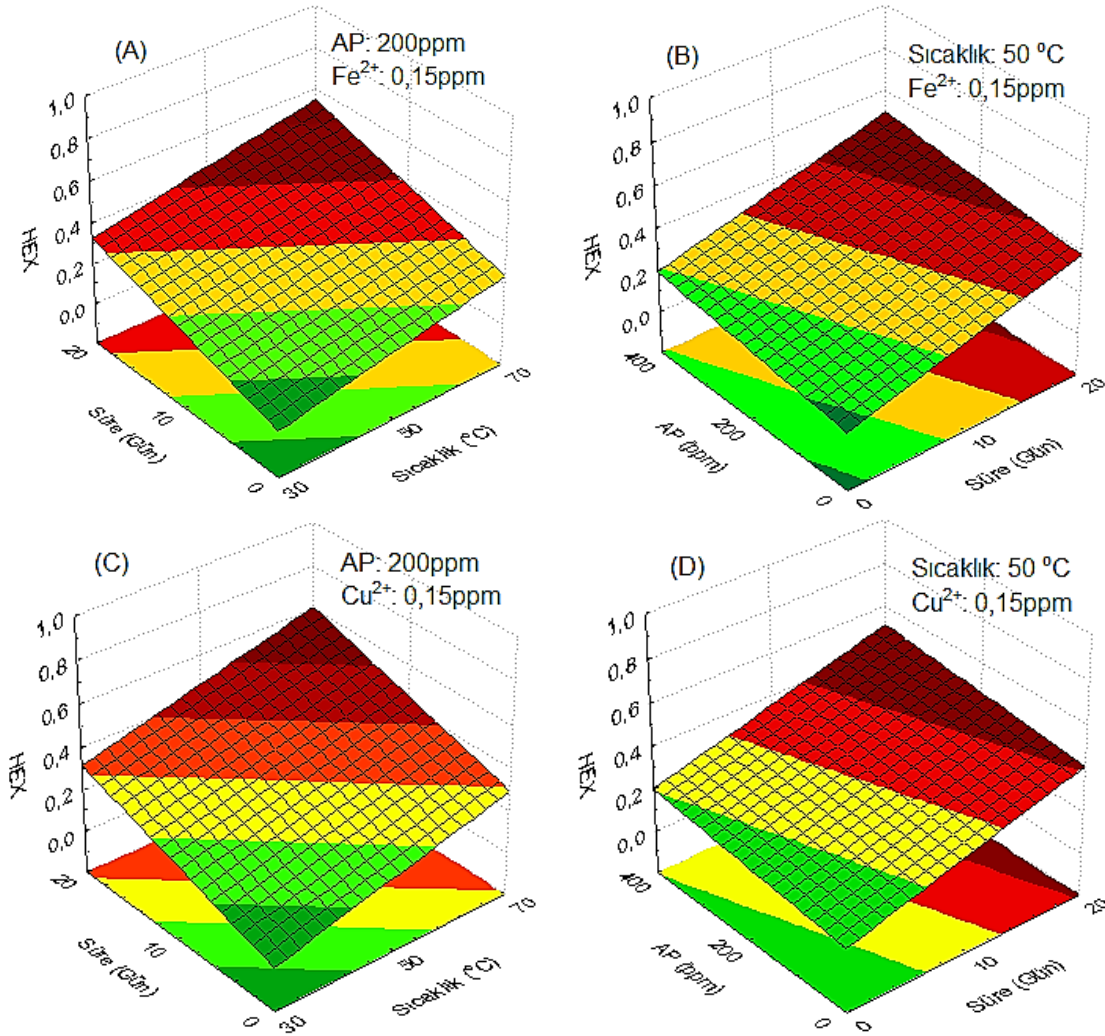 (A)
AP: 200ppm
Fe²⁺: 0,15ppm
1,0
0,8
0,6
0,4
0,2
0,0
HEX
20
10
0
Süre (Gün)
30
50
70
Sıcaklik (°C)
(B)
Sıcaklık: 50 ºC
Fe²⁺: 0,15ppm
1,0
0,8
0,6
0,4
0,2
0,0
HEX
400
200
0
AP (ppm)
0
10
20
Süre (Gün)
(C)
AP: 200ppm
Cu²⁺: 0,15ppm
1,0
0,8
0,6
0,4
0,2
0,0
HEX
20
10
0
Süre (Gün)
30
50
70
Sıcaklik (°C)
(D)
Sıcaklık: 50 ºC
Cu²⁺: 0,15ppm
1,0
0,8
0,6
0,4
0,2
0,0
HEX
400
200
0
AP (ppm)
0
10
20
Süre (Gün)